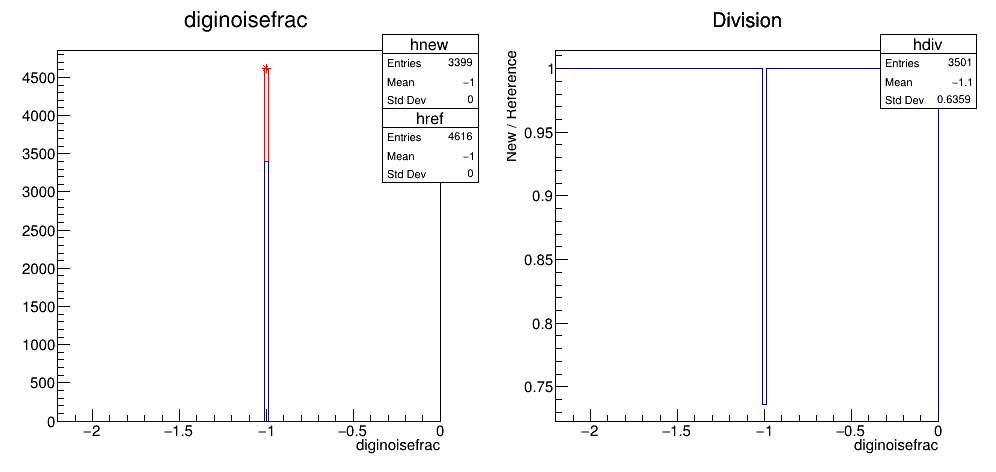 diginoisefrac
hnew
Entries 3399
Mean −1
Std Dev 0
href
Entries 4616
Mean −1
Std Dev 0
4500
4000
3500
3000
2500
2000
1500
1000
500
0
−2 −1.5 −1 −0.5 0
diginoisefrac
Division
hdiv
Entries 3501
Mean −1.1
Std Dev 0.6359
New / Reference
1
0.95
0.9
0.85
0.8
0.75
−2 −1.5 −1 −0.5 0
diginoisefrac